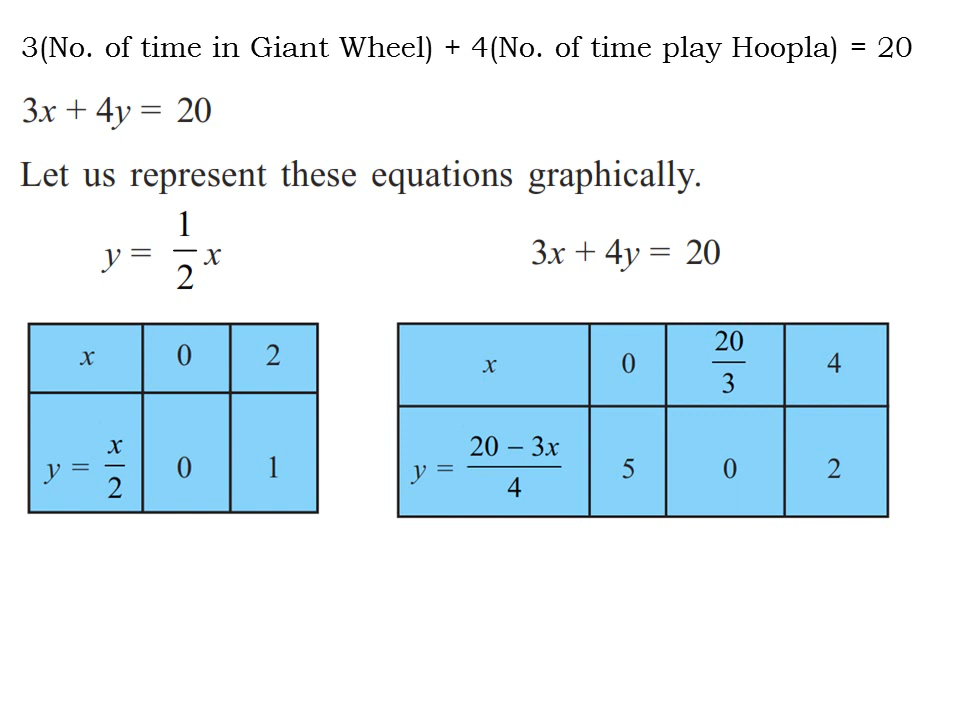 3(No. of time in Giant Wheel) + 4(No. of time play Hoopla) = 20
3x + 4y = 20
Let us represent these equations graphically.
y = 1/2 x
3x + 4y = 20
x 0 2
y = x/2 0 1
x 0 20/3 4
y = (20 – 3x)/4 5 0 2